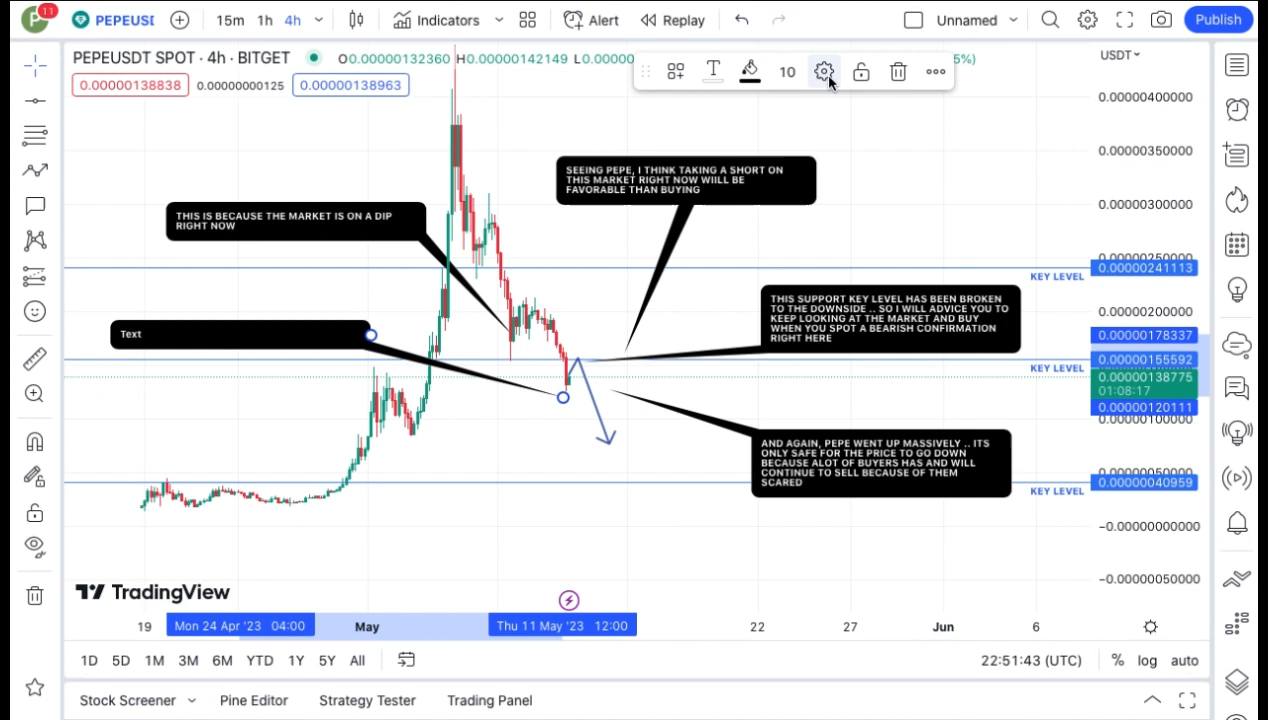 P
11
PEPEUSI
15m
1h
4h
Indicators
Alert
Replay
Unnamed
Publish
PEPEUSDT SPOT · 4h · BITGET
O0.00000132360 H0.00000142149 L0.0000
5%)
USDT
0.00000138838
0.00000000125
0.00000138963
T
10
0.00000400000
0.00000350000
0.00000300000
0.00000241113
0.00000200000
0.00000178337
0.00000155592
0.00000138775
01:08:17
0.00000120111
0.00000100000
0.00000040959
−0.00000000000
−0.00000050000
SEEING PEPE, I THINK TAKING A SHORT ON
THIS MARKET RIGHT NOW WIILL BE
FAVORABLE THAN BUYING
THIS IS BECAUSE THE MARKET IS ON A DIP
RIGHT NOW
KEY LEVEL
THIS SUPPORT KEY LEVEL HAS BEEN BROKEN
TO THE DOWNSIDE .. SO I WILL ADVICE YOU TO
KEEP LOOKING AT THE MARKET AND BUY
WHEN YOU SPOT A BEARISH CONFIRMATION
RIGHT HERE
Text
KEY LEVEL
AND AGAIN, PEPE WENT UP MASSIVELY .. ITS
ONLY SAFE FOR THE PRICE TO GO DOWN
BECAUSE ALOT OF BUYERS HAS AND WILL
CONTINUE TO SELL BECAUSE OF THEM
SCARED
KEY LEVEL
TradingView
19
Mon 24 Apr '23 04:00
May
Thu 11 May '23 12:00
22
27
Jun
6
1D
5D
1M
3M
6M
YTD
1Y
5Y
All
22:51:43 (UTC)
%
log
auto
Stock Screener
Pine Editor
Strategy Tester
Trading Panel